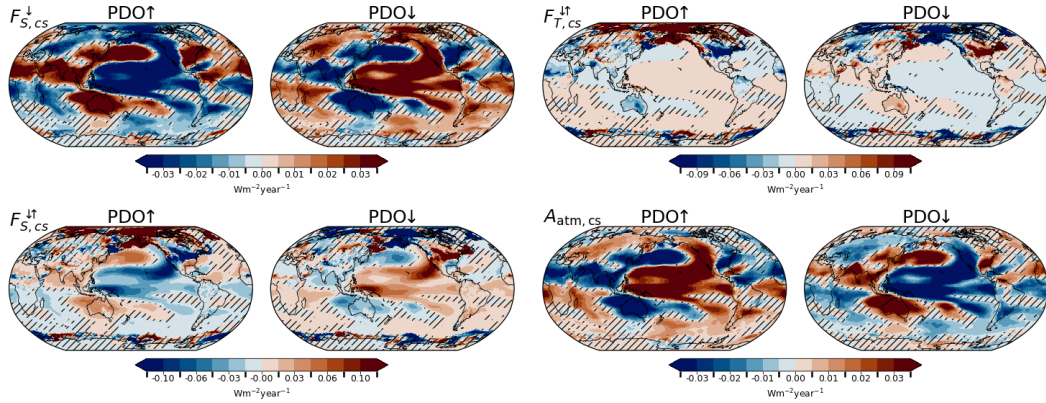 F↓S,cs PDO↑ PDO↓
F↓↑T,cs PDO↑ PDO↓
-0.03 -0.02 -0.01 -0.00 0.00 0.01 0.02 0.03
Wm⁻²year⁻¹
-0.09 -0.06 -0.03 0.00 0.03 0.06 0.09
Wm⁻²year⁻¹
F↓↑S,cs PDO↑ PDO↓
Aatm,cs PDO↑ PDO↓
-0.10 -0.06 -0.03 -0.00 0.03 0.06 0.10
Wm⁻²year⁻¹
-0.03 -0.02 -0.01 0.00 0.01 0.02 0.03
Wm⁻²year⁻¹